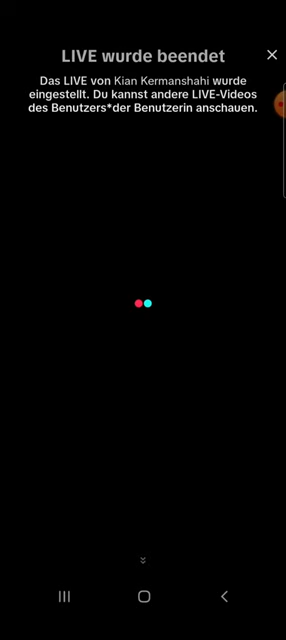 LIVE wurde beendet
Das LIVE von Kian Kermanshahi wurde
eingestellt. Du kannst andere LIVE-Videos
des Benutzers*der Benutzerin anschauen.